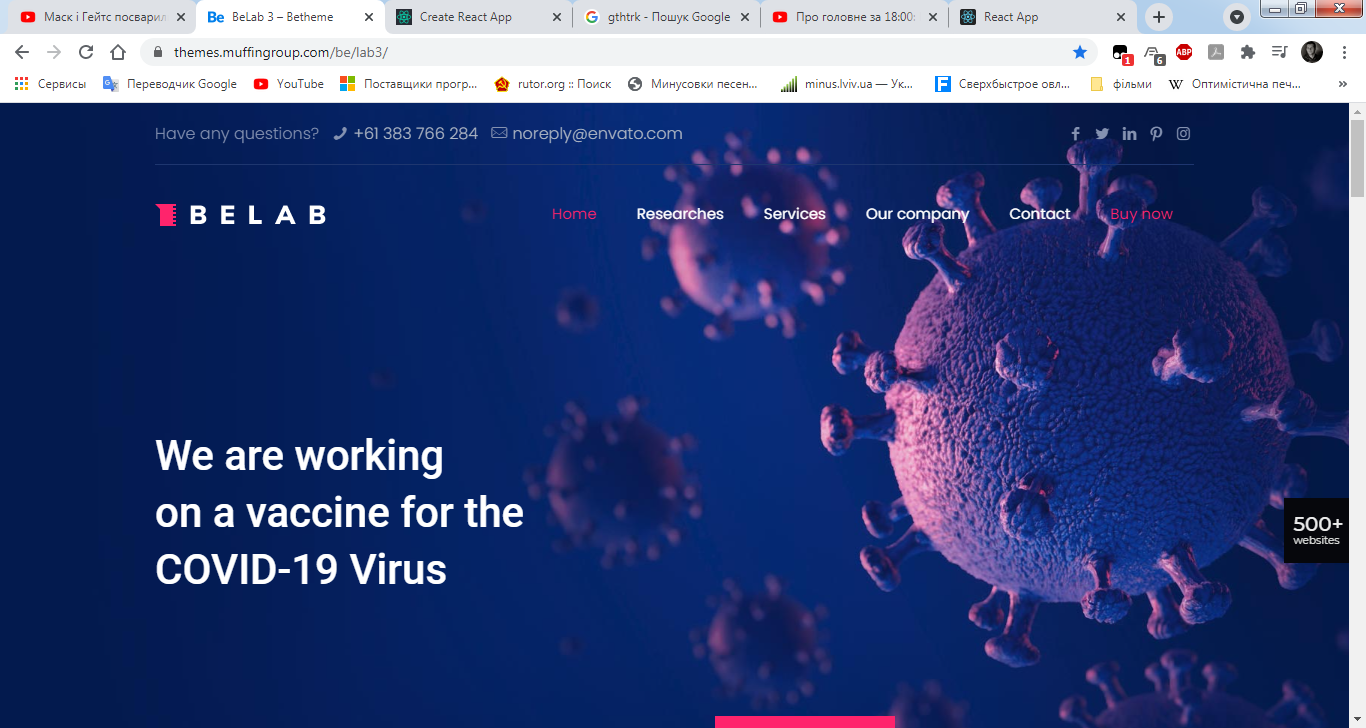 Маск і Гейтс посварил
BeLab 3 – Betheme
Create React App
gthtrk - Пошук Google
Про головне за 18:00:
React App
themes.muffingroup.com/be/lab3/
1
6
ABP
Сервисы
Переводчик Google
YouTube
Поставщики прогр...
rutor.org :: Поиск
Минусовки песен...
minus.lviv.ua — Ук...
Сверхбыстрое овл...
фільми
Оптимістична печ...
Have any questions? +61 383 766 284 noreply@envato.com
BELAB
Home Researches Services Our company Contact Buy now
We are working
on a vaccine for the
COVID-19 Virus
500+
websites